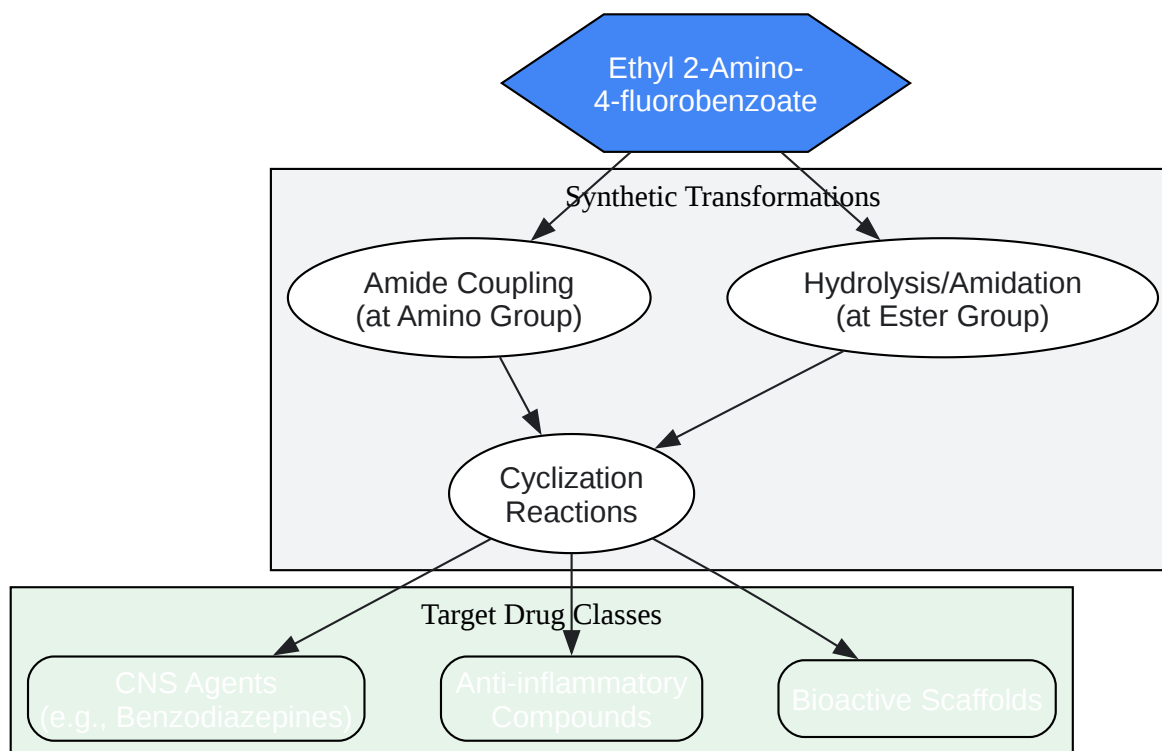 Ethyl 2-Amino-
4-fluorobenzoate
Synthetic Transformations
Amide Coupling
(at Amino Group)
Hydrolysis/Amidation
(at Ester Group)
Cyclization
Reactions
Target Drug Classes
CNS Agents
(e.g., Benzodiazepines)
Anti-inflammatory
Compounds
Bioactive Scaffolds